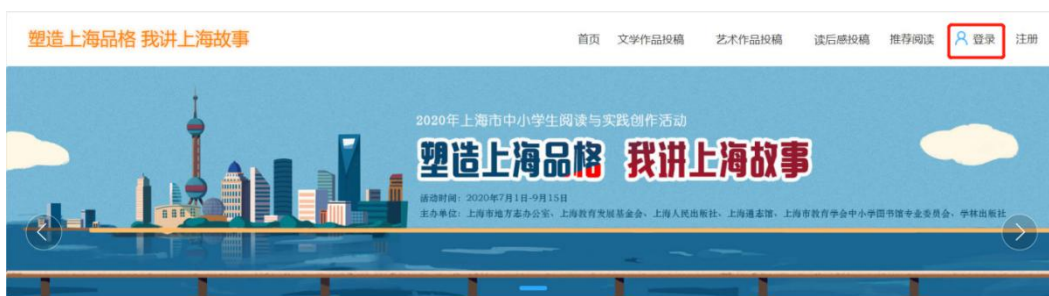 塑造上海品格 我讲上海故事
首页 文学作品投稿 艺术作品投稿 读后感投稿 推荐阅读 登录 注册
2020年上海市中小学生阅读与实践创作活动
塑造上海品格 我讲上海故事
活动时间：2020年7月1日-9月15日
主办单位：上海市地方志办公室、上海教育发展基金会、上海人民出版社、上海通志馆、上海市教育学会中小学图书馆专业委员会、学林出版社